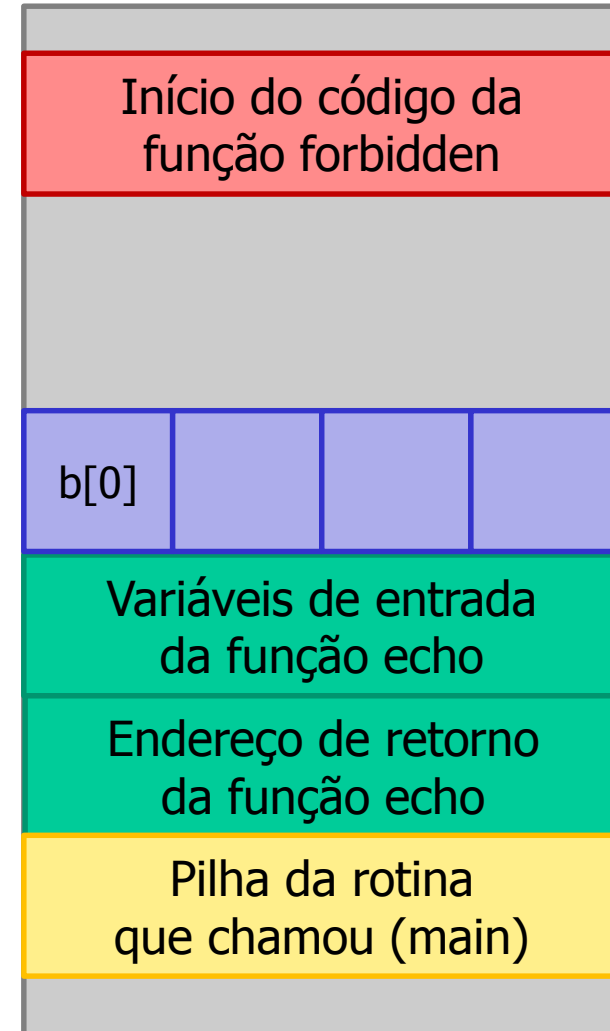 Início do código da
função forbidden
b[0]
Variáveis de entrada
da função echo
Endereço de retorno
da função echo
Pilha da rotina
que chamou (main)